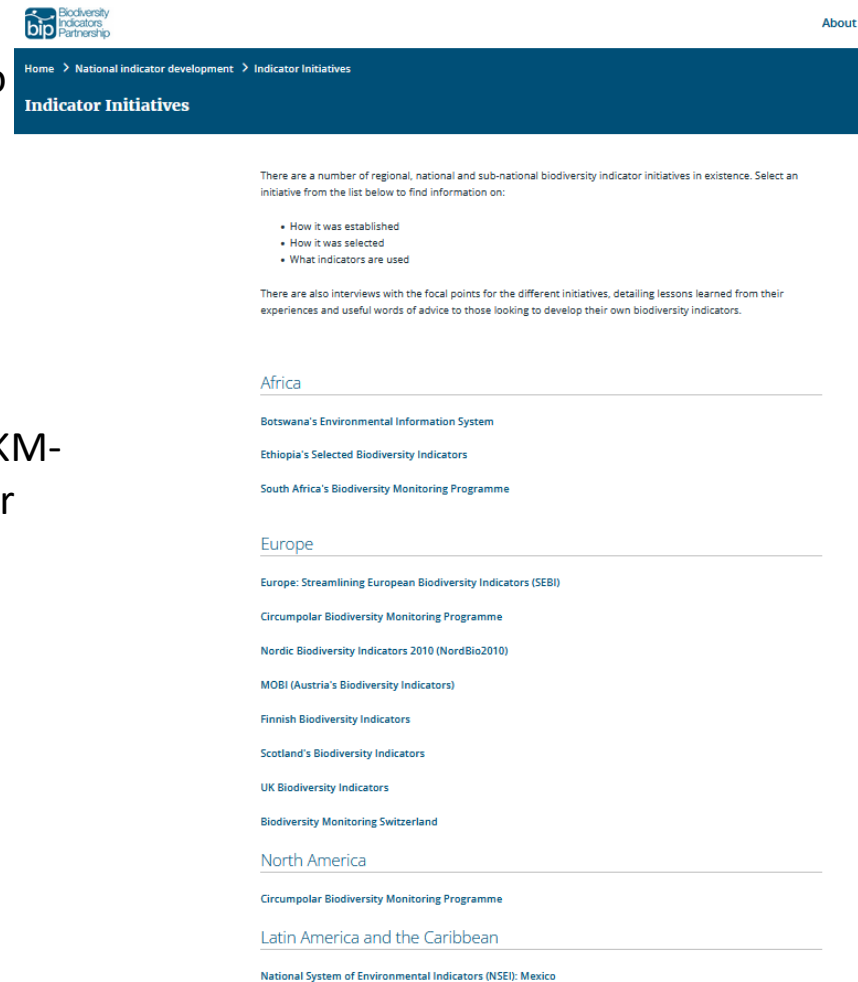 Biodiversity
Indicators
Partnership
bip
About
Home > National indicator development > Indicator Initiatives
Indicator Initiatives
There are a number of regional, national and sub-national biodiversity indicator initiatives in existence. Select an
initiative from the list below to find information on:
• How it was established
• How it was selected
• What indicators are used
There are also interviews with the focal points for the different initiatives, detailing lessons learned from their
experiences and useful words of advice to those looking to develop their own biodiversity indicators.
Africa
Botswana's Environmental Information System
KM-
Ethiopia's Selected Biodiversity Indicators
r
South Africa's Biodiversity Monitoring Programme
Europe
Europe: Streamlining European Biodiversity Indicators (SEBI)
Circumpolar Biodiversity Monitoring Programme
Nordic Biodiversity Indicators 2010 (NordBio2010)
MOBI (Austria's Biodiversity Indicators)
Finnish Biodiversity Indicators
Scotland's Biodiversity Indicators
UK Biodiversity Indicators
Biodiversity Monitoring Switzerland
North America
Circumpolar Biodiversity Monitoring Programme
Latin America and the Caribbean
National System of Environmental Indicators (NSEI): Mexico